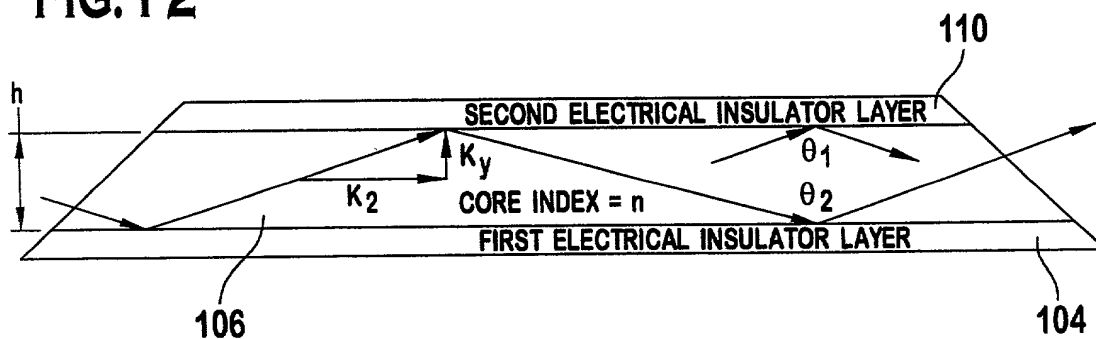 FIG. 12
110
h
SECOND ELECTRICAL INSULATOR LAYER
Ky
θ1
K2
θ2
CORE INDEX = n
FIRST ELECTRICAL INSULATOR LAYER
106
104